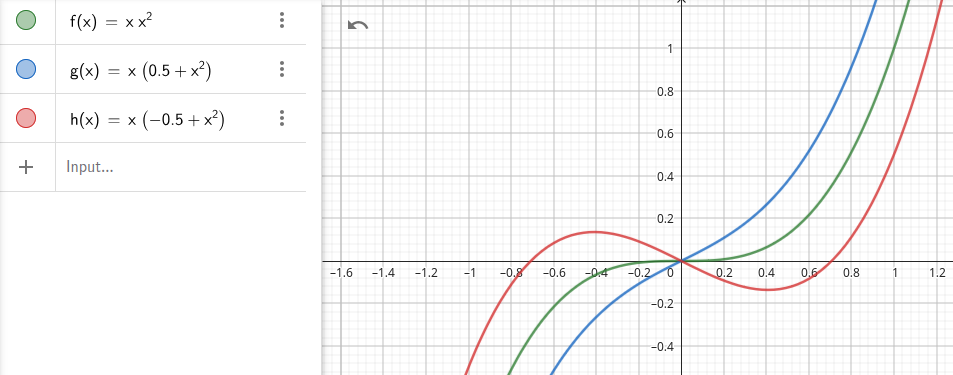 f(x) = x x²
g(x) = x (0.5 + x²)
h(x) = x (−0.5 + x²)
+ Input...
1
0.8
0.6
0.4
0.2
−1.6 −1.4 −1.2 −1 −0.8 −0.6 −0.4 −0.2 0 0.2 0.4 0.6 0.8 1 1.2
−0.2
−0.4